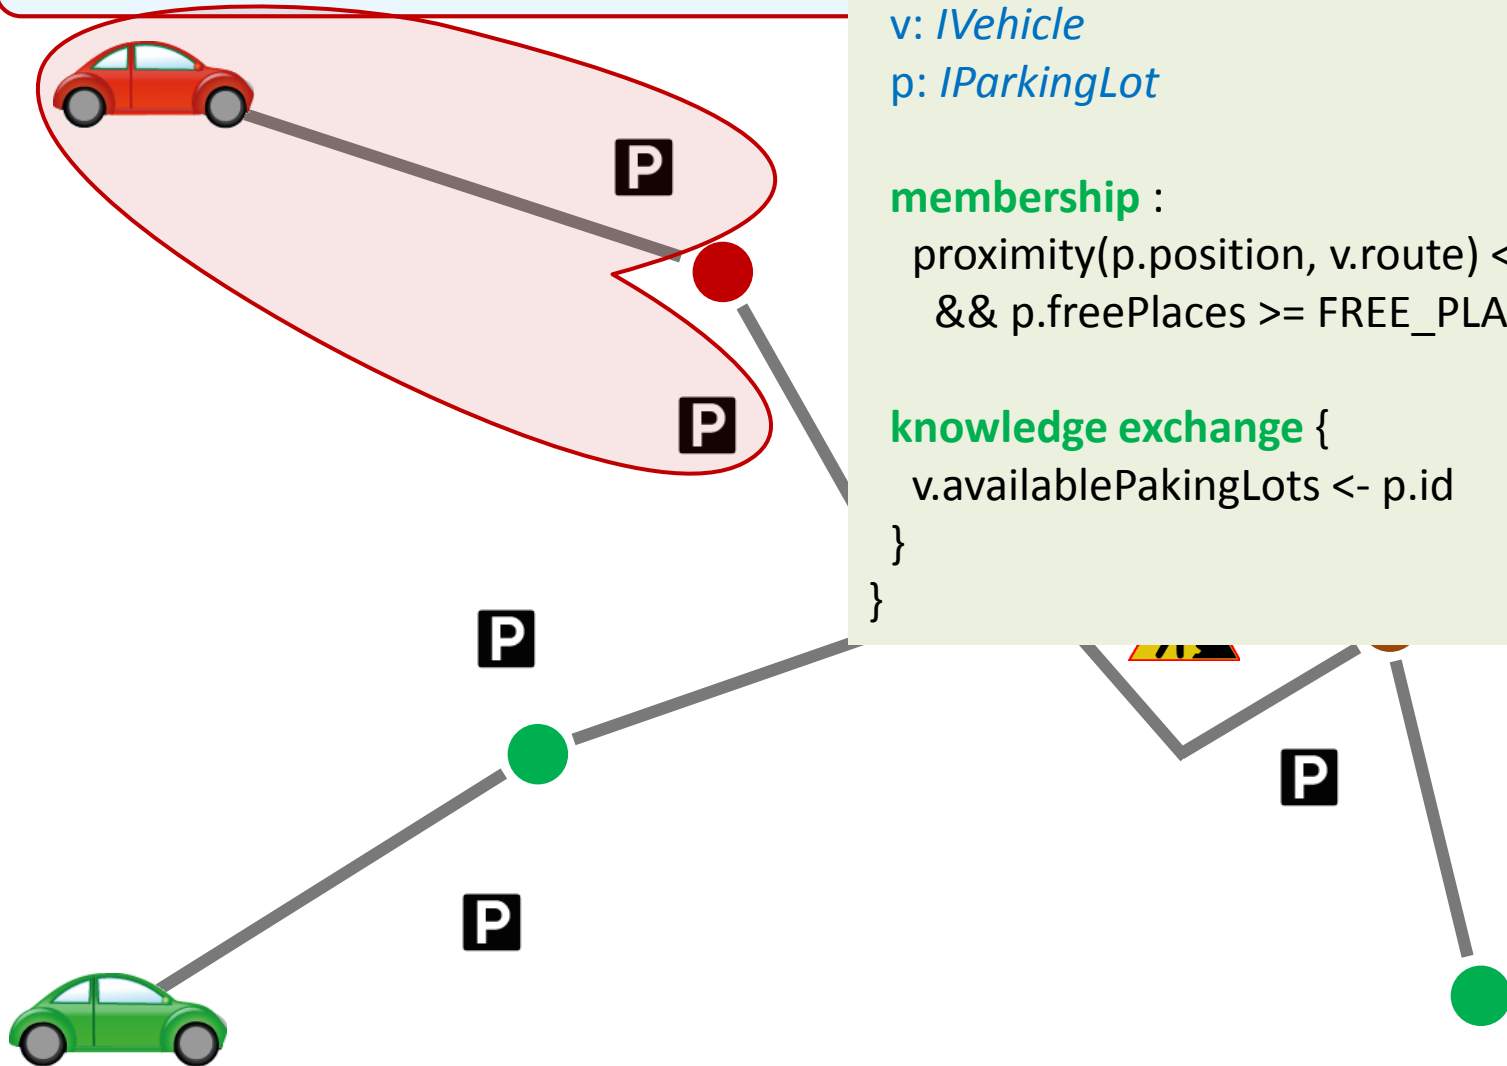 v: IVehicle
p: IParkingLot
membership :
proximity(p.position, v.route) <
&& p.freePlaces >= FREE_PLA
knowledge exchange {
v.availablePakingLots <- p.id
}
}
P
P
P
P
P